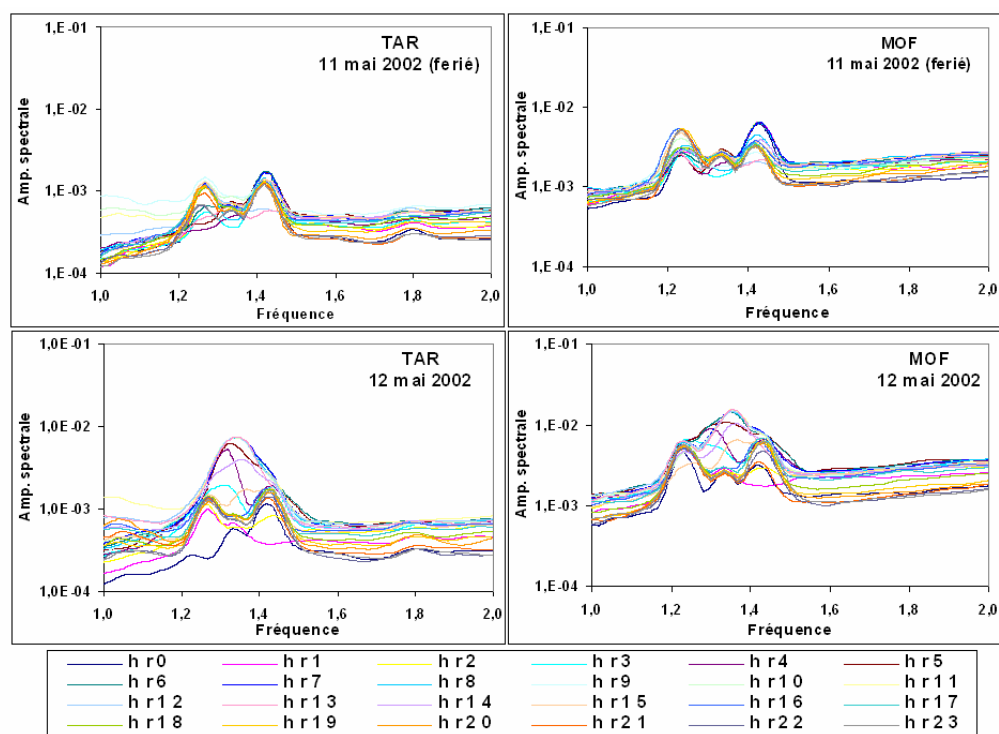 TAR
11 mai 2002 (ferié)
Amp. spectrale
1,E-01
1,E-02
1,E-03
1,E-04
1,0 1,2 1,4 1,6 1,8 2,0
Fréquence
MOF
11 mai 2002 (ferié)
Amp. spectrale
1,E-01
1,E-02
1,E-03
1,E-04
1,0 1,2 1,4 1,6 1,8 2,0
Fréquence
TAR
12 mai 2002
Amp. spectrale
1,0E-01
1,0E-02
1,0E-03
1,0E-04
1,0 1,2 1,4 1,6 1,8 2,0
Fréquence
MOF
12 mai 2002
Amp. spectrale
1,E-01
1,E-02
1,E-03
1,E-04
1,0 1,2 1,4 1,6 1,8 2,0
Fréquence
hr0 hr1 hr2 hr3 hr4 hr5
hr6 hr7 hr8 hr9 hr10 hr11
hr12 hr13 hr14 hr15 hr16 hr17
hr18 hr19 hr20 hr21 hr22 hr23